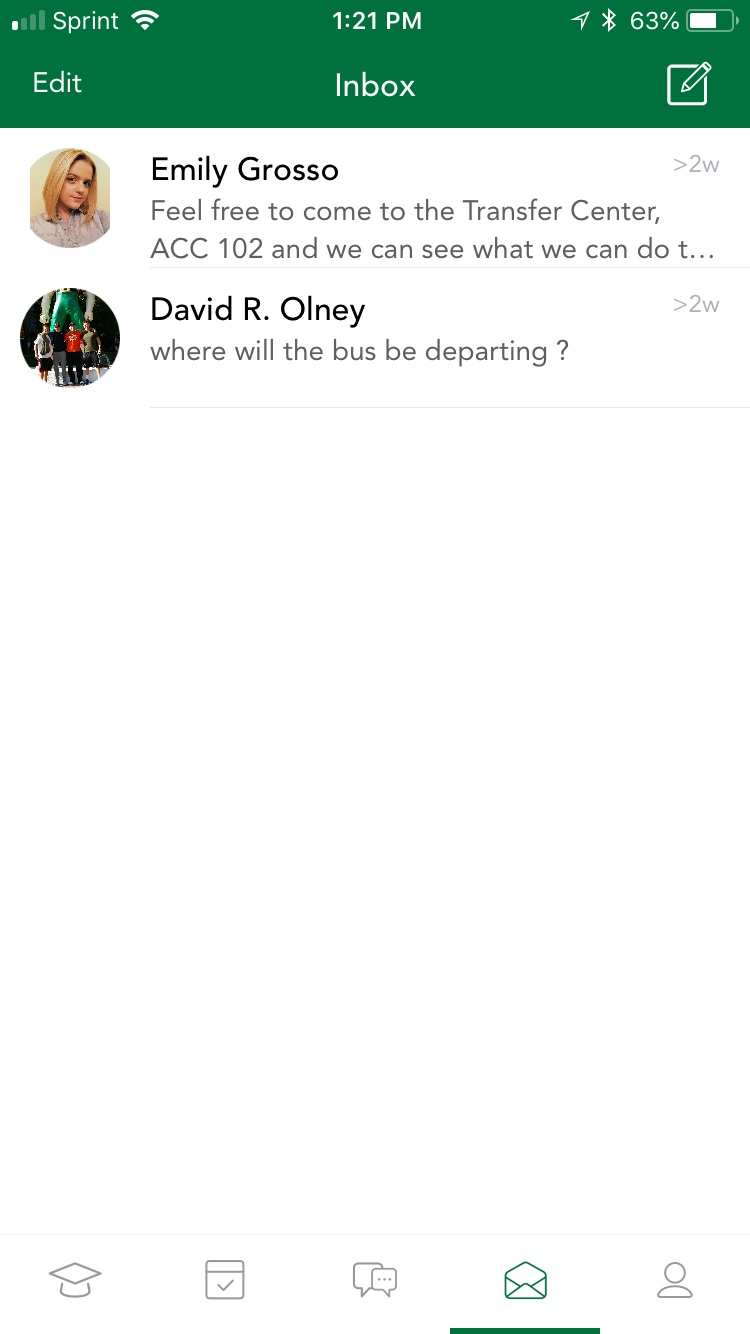 Sprint 1:21 PM 63%
Edit Inbox
Emily Grosso >2w
Feel free to come to the Transfer Center,
ACC 102 and we can see what we can do t...
David R. Olney >2w
where will the bus be departing ?